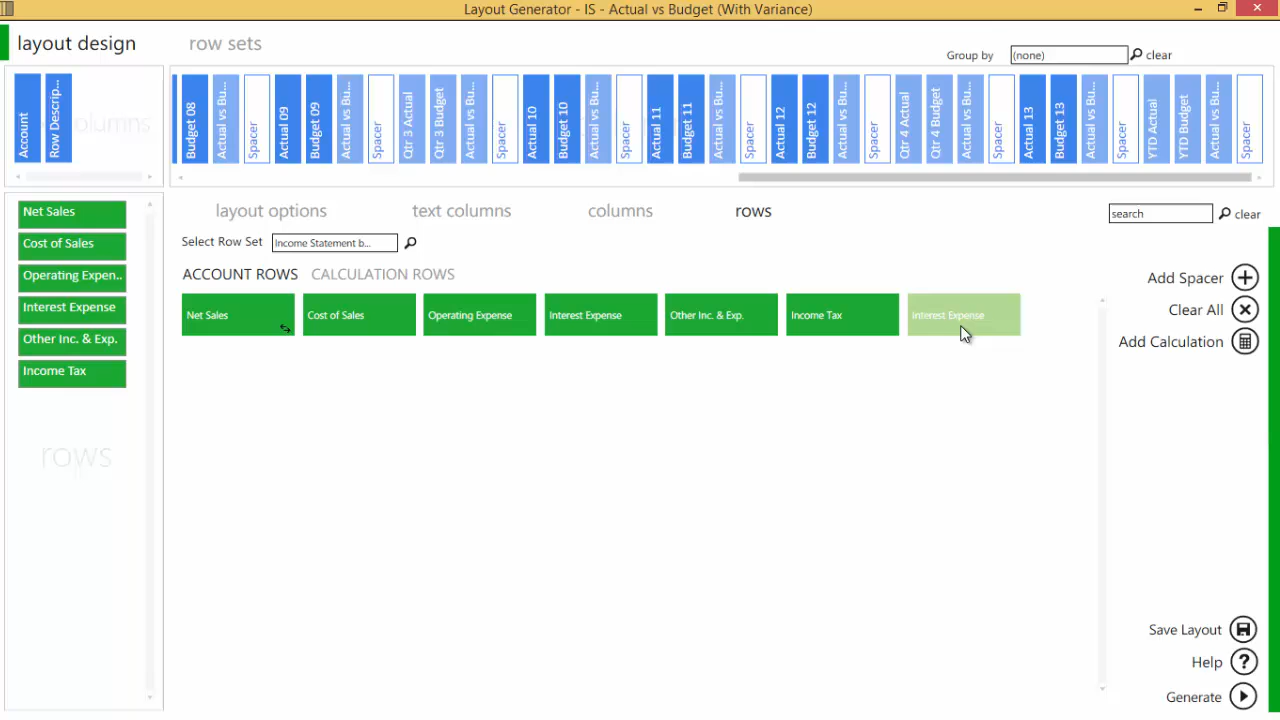 Layout Generator - IS - Actual vs Budget (With Variance)
layout design
row sets
Group by
(none)
clear
Account
Row Descrip...
columns
Budget 08
Actual vs Bu...
Spacer
Actual 09
Budget 09
Actual vs Bu...
Spacer
Qtr 3 Actual
Qtr 3 Budget
Actual vs Bu...
Spacer
Actual 10
Budget 10
Actual vs Bu...
Spacer
Actual 11
Budget 11
Actual vs Bu...
Spacer
Actual 12
Budget 12
Actual vs Bu...
Spacer
Qtr 4 Actual
Qtr 4 Budget
Actual vs Bu...
Spacer
Actual 13
Budget 13
Actual vs Bu...
Spacer
YTD Actual
YTD Budget
Actual vs Bu...
Spacer
Net Sales
Cost of Sales
Operating Expen..
Interest Expense
Other Inc. & Exp.
Income Tax
rows
layout options
text columns
columns
rows
search
clear
Select Row Set
Income Statement b...
ACCOUNT ROWS
CALCULATION ROWS
Net Sales
Cost of Sales
Operating Expense
Interest Expense
Other Inc. & Exp.
Income Tax
Interest Expense
Add Spacer
Clear All
Add Calculation
Save Layout
Help
Generate